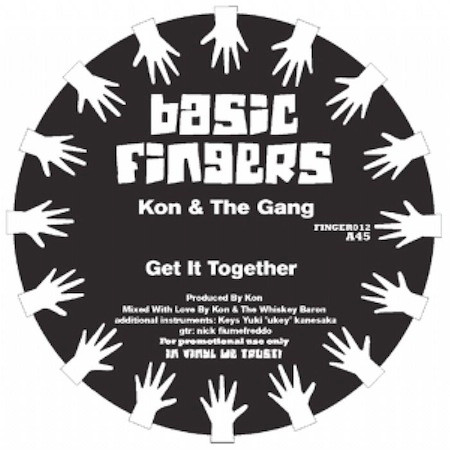 basic
fingers
Kon & The Gang
FINGER012
A45
Get It Together
Produced By Kon
Mixed With Love By Kon & The Whiskey Baron
additional instruments: Keys Yuki 'ukey' kanesaka
gtr: nick fiumefreddo
For promotional use only
IN VINYL WE TRUST!